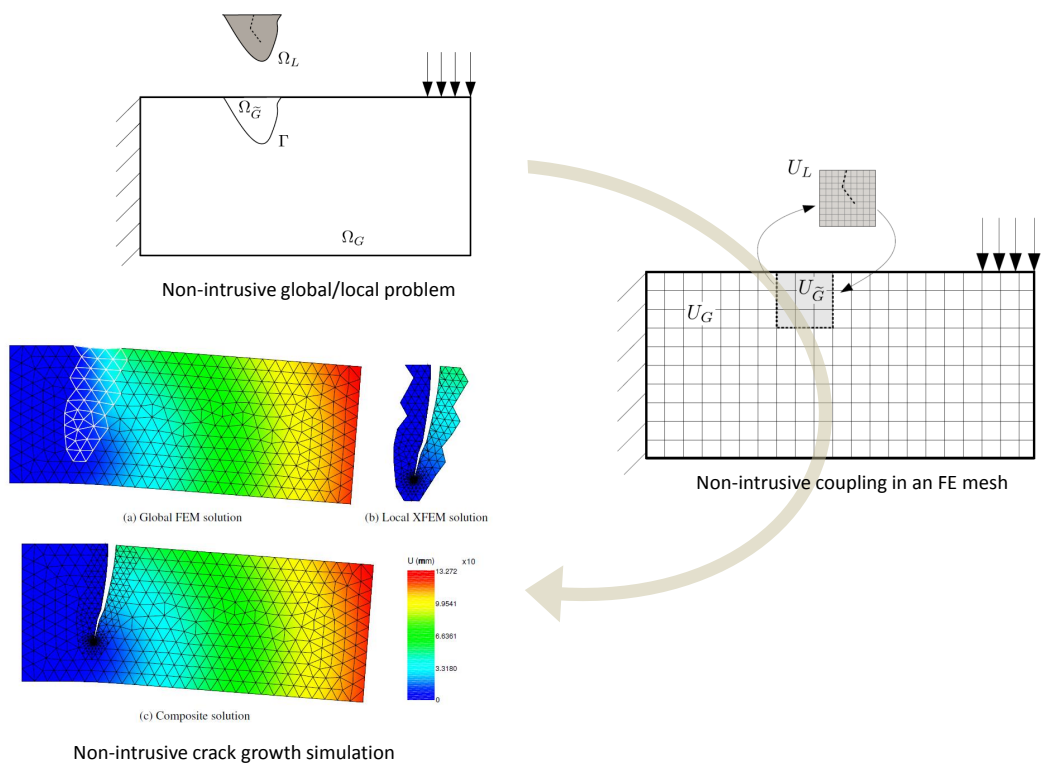 Ω_L
Ω_G̃
Γ
Ω_G
Non-intrusive global/local problem
U_L
U_G̃
U_G
Non-intrusive coupling in an FE mesh
(a) Global FEM solution
(b) Local XFEM solution
U (mm) x10
13.272
9.9541
6.6361
3.3180
0
(c) Composite solution
Non-intrusive crack growth simulation